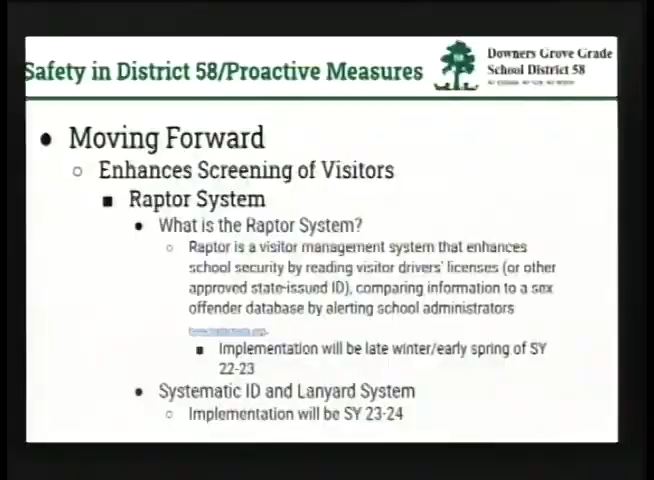 Safety in District 58/Proactive Measures
Downers Grove Grade
School District 58
● Moving Forward
○ Enhances Screening of Visitors
■ Raptor System
● What is the Raptor System?
○ Raptor is a visitor management system that enhances
school security by reading visitor drivers' licenses (or other
approved state-issued ID), comparing information to a sex
offender database by alerting school administrators
■ Implementation will be late winter/early spring of SY
22-23
● Systematic ID and Lanyard System
○ Implementation will be SY 23-24